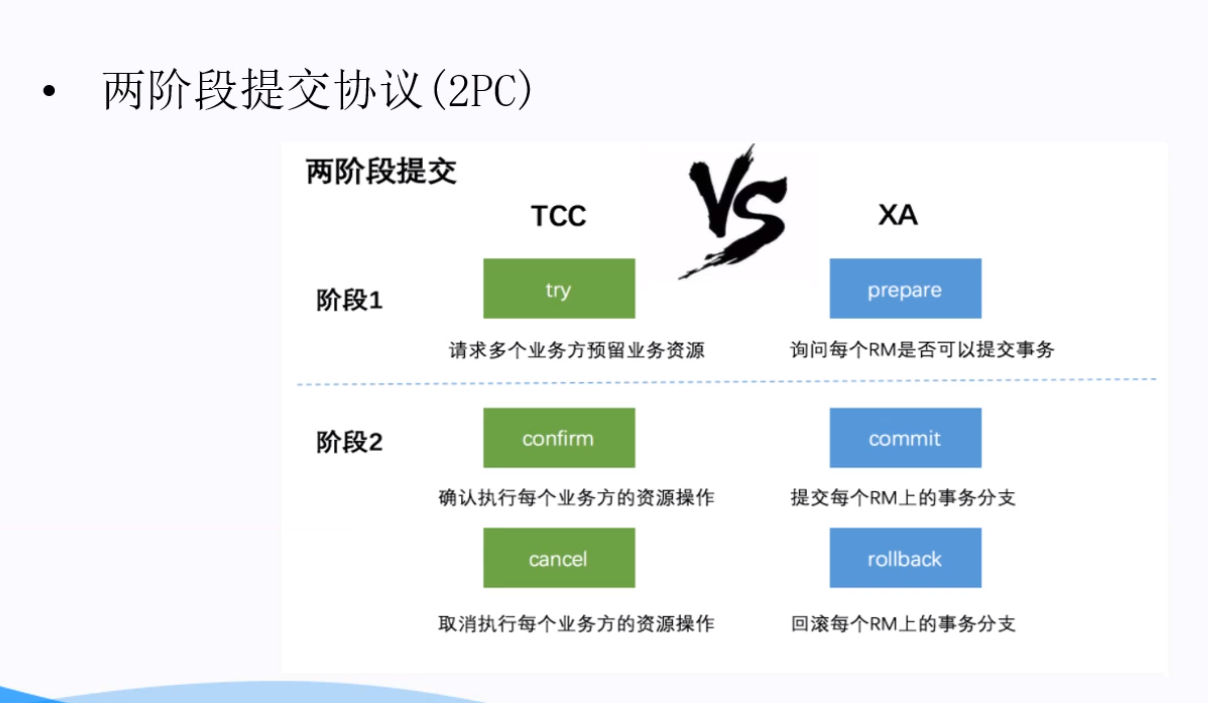 • 两阶段提交协议(2PC)
两阶段提交
VS
TCC
XA
阶段1
try
prepare
请求多个业务方预留业务资源
询问每个RM是否可以提交事务
阶段2
confirm
commit
确认执行每个业务方的资源操作
提交每个RM上的事务分支
cancel
rollback
取消执行每个业务方的资源操作
回滚每个RM上的事务分支